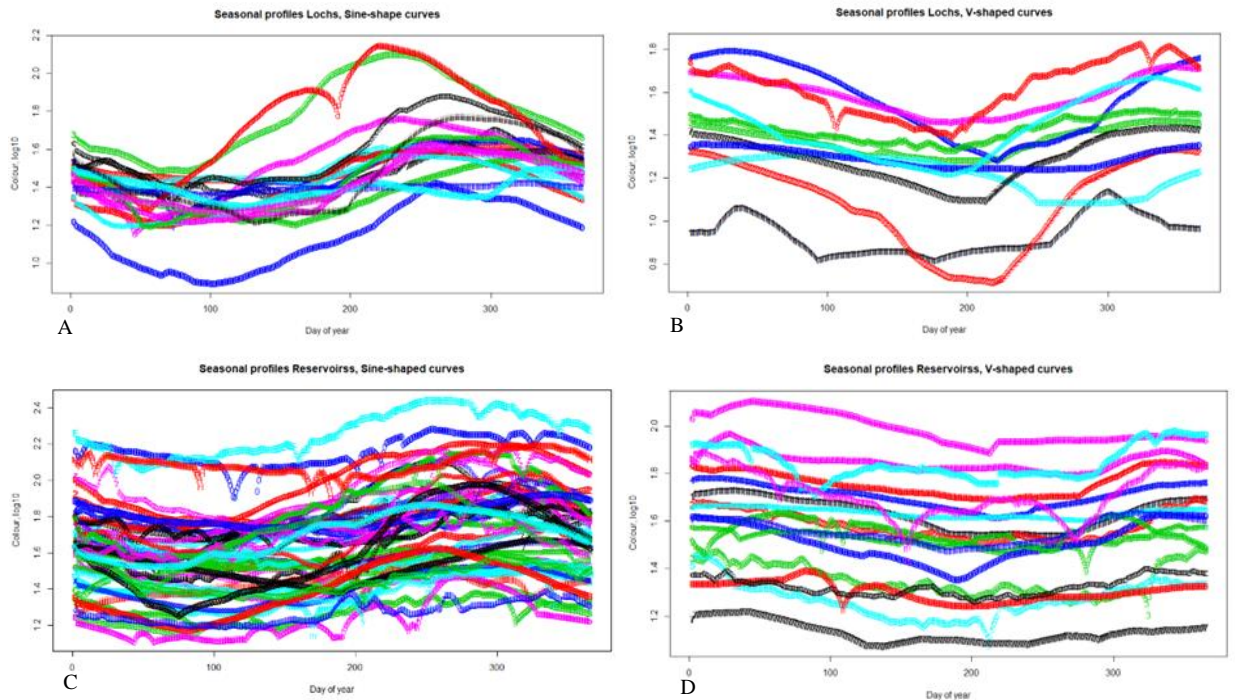 Seasonal profiles Lochs, Sine-shape curves
Colour, log10
2.2
2.0
1.8
1.6
1.4
1.2
1.0
0
100
200
300
Day of year
A
Seasonal profiles Lochs, V-shaped curves
Colour, log10
1.8
1.6
1.4
1.2
1.0
0.8
0
100
200
300
Day of year
B
Seasonal profiles Reservoirss, Sine-shaped curves
Colour, log10
2.4
2.2
2.0
1.8
1.6
1.4
1.2
0
100
200
300
Day of year
C
Seasonal profiles Reservoirss, V-shaped curves
Colour, log10
2.0
1.8
1.6
1.4
1.2
0
100
200
300
Day of year
D